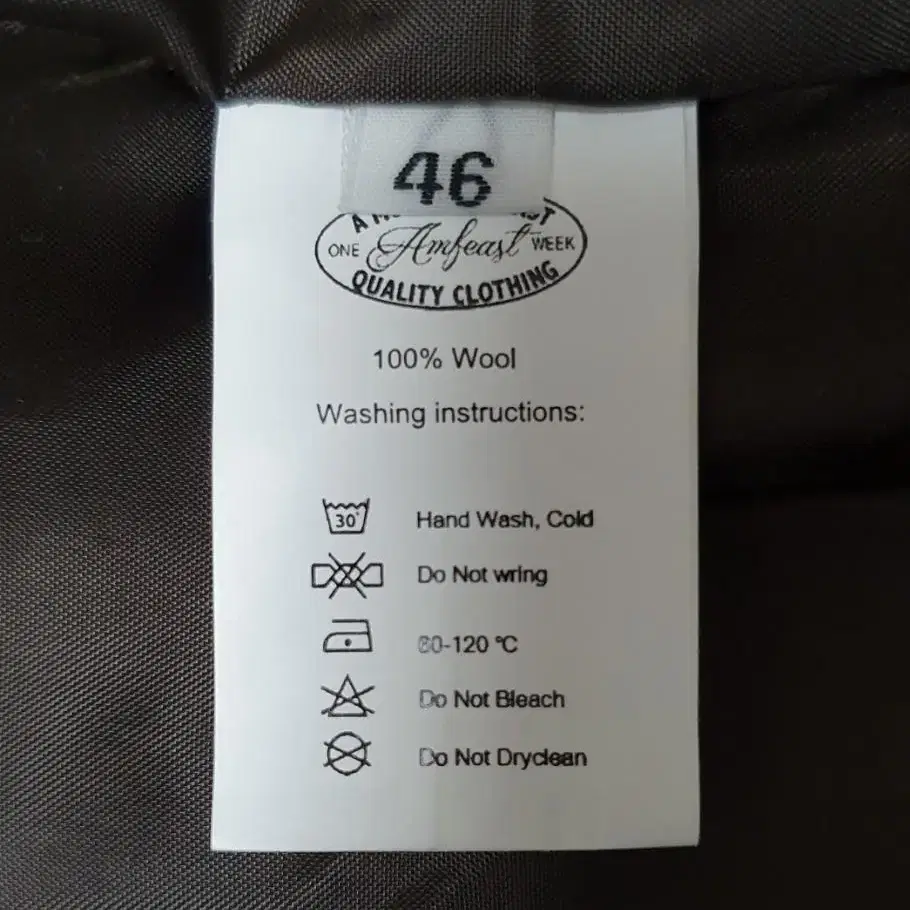 46
ONE Amfeast WEEK
QUALITY CLOTHING
100% Wool
Washing instructions:
30° Hand Wash, Cold
Do Not wring
60-120 ℃
Do Not Bleach
Do Not Dryclean